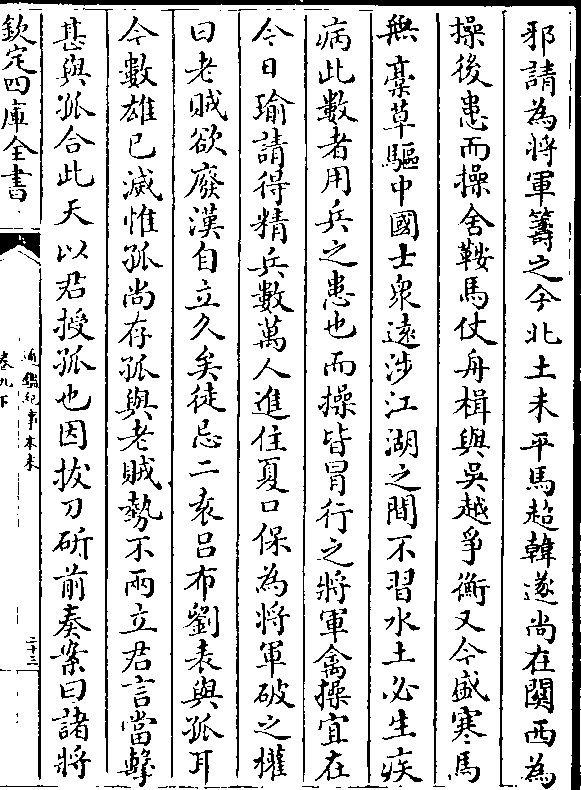 邪請為將軍籌之今北土未平馬超韓遂尚在關西為
操後患而操舍鞍馬仗舟楫與吳越爭衡又今盛寒馬
無藁草驅中國士衆遠涉江湖之間不習水土必生疾
病此數者用兵之患也而操皆冒行之將軍禽操宜在
今日瑜請得精兵數萬人進住夏口保為將軍破之權
曰老賊欲廢漢自立久矣徒忌二袁吕布劉表與孤耳
今數雄已滅惟孤尚存孤與老賊勢不兩立君言當擊
甚與孤合此天以君授孤也因拔刀斫前奏案曰諸將
欽定四庫全書
通鑑紀事本末
卷九下
二十三